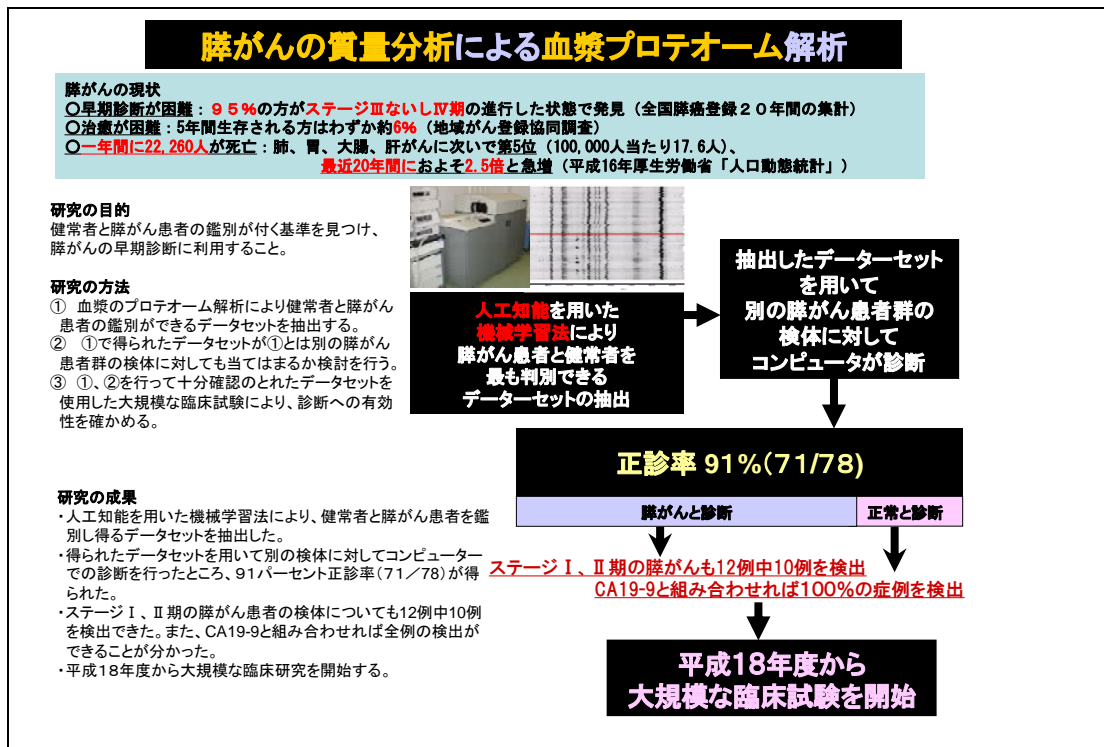 膵がんの質量分析による血漿プロテオーム解析
膵がんの現状
○早期診断が困難：９５％の方がステージⅢないしⅣ期の進行した状態で発見（全国膵癌登録２０年間の集計）
○治癒が困難：5年間生存される方はわずか約6%（地域がん登録協同調査）
○一年間に22,260人が死亡：肺、胃、大腸、肝がんに次いで第5位（100,000人当たり17.6人）、
最近20年間におよそ2.5倍と急増（平成16年厚生労働省「人口動態統計」）
研究の目的
健常者と膵がん患者の鑑別が付く基準を見つけ、
膵がんの早期診断に利用すること。
研究の方法
① 血漿のプロテオーム解析により健常者と膵がん
患者の鑑別ができるデータセットを抽出する。
② ①で得られたデータセットが①とは別の膵がん
患者群の検体に対しても当てはまるか検討を行う。
③ ①、②を行って十分確認のとれたデータセットを
使用した大規模な臨床試験により、診断への有効
性を確かめる。
人工知能を用いた
機械学習法により
膵がん患者と健常者を
最も判別できる
データーセットの抽出
抽出したデーターセット
を用いて
別の膵がん患者群の
検体に対して
コンピュータが診断
正診率 91%(71/78)
膵がんと診断
正常と診断
ステージⅠ、Ⅱ期の膵がんも12例中10例を検出
CA19-9と組み合わせれば100%の症例を検出
平成18年度から
大規模な臨床試験を開始
研究の成果
・人工知能を用いた機械学習法により、健常者と膵がん患者を鑑
別し得るデータセットを抽出した。
・得られたデータセットを用いて別の検体に対してコンピューター
での診断を行ったところ、91パーセント正診率（71／78）が得
られた。
・ステージⅠ、Ⅱ期の膵がん患者の検体についても12例中10例
を検出できた。また、CA19-9と組み合わせれば全例の検出が
できることが分かった。
・平成18年度から大規模な臨床研究を開始する。